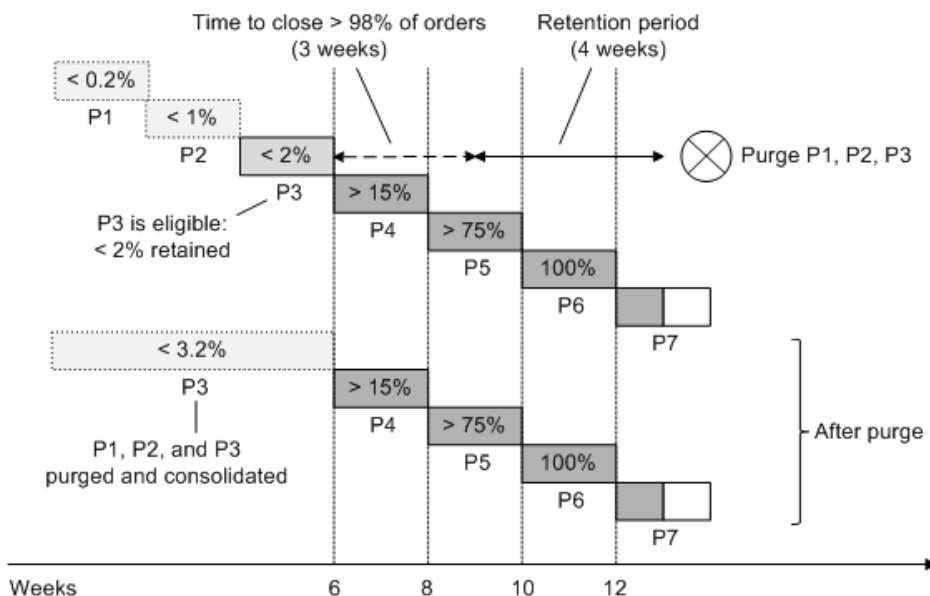 Time to close > 98% of orders
(3 weeks)
Retention period
(4 weeks)
< 0.2%
P1
< 1%
P2
< 2%
P3
Purge P1, P2, P3
> 15%
P4
P3 is eligible:
< 2% retained
> 75%
P5
100%
P6
P7
< 3.2%
P3
> 15%
P4
P1, P2, and P3
purged and consolidated
> 75%
P5
After purge
100%
P6
P7
Weeks
6
8
10
12